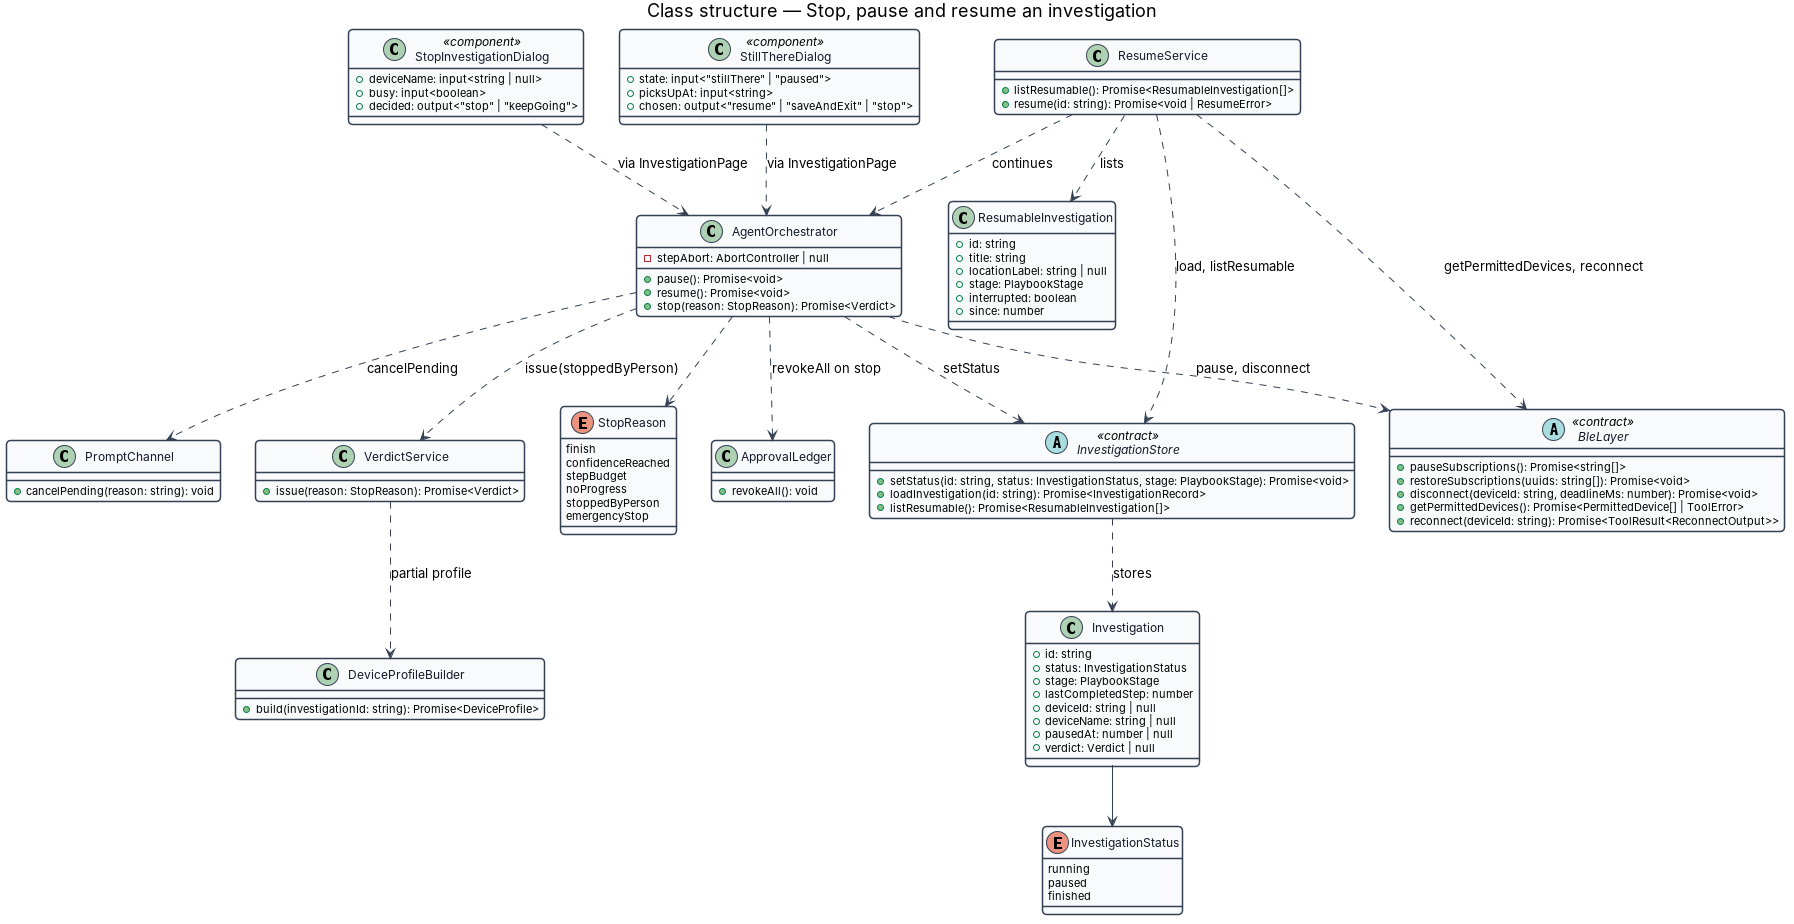 Class structure — Stop, pause and resume an investigation
C
«component»
StopInvestigationDialog
deviceName: input<string | null>
busy: input<boolean>
decided: output<"stop" | "keepGoing">
C
«component»
StillThereDialog
state: input<"stillThere" | "paused">
picksUpAt: input<string>
chosen: output<"resume" | "saveAndExit" | "stop">
C
ResumeService
listResumable(): Promise<ResumableInvestigation[]>
resume(id: string): Promise<void | ResumeError>
via InvestigationPage
via InvestigationPage
continues
lists
load, listResumable
getPermittedDevices, reconnect
C
AgentOrchestrator
stepAbort: AbortController | null
pause(): Promise<void>
resume(): Promise<void>
stop(reason: StopReason): Promise<Verdict>
C
ResumableInvestigation
id: string
title: string
locationLabel: string | null
stage: PlaybookStage
interrupted: boolean
since: number
cancelPending
issue(stoppedByPerson)
revokeAll on stop
setStatus
pause, disconnect
C
PromptChannel
cancelPending(reason: string): void
C
VerdictService
issue(reason: StopReason): Promise<Verdict>
E
StopReason
finish
confidenceReached
stepBudget
noProgress
stoppedByPerson
emergencyStop
C
ApprovalLedger
revokeAll(): void
A
«contract»
InvestigationStore
setStatus(id: string, status: InvestigationStatus, stage: PlaybookStage): Promise<void>
loadInvestigation(id: string): Promise<InvestigationRecord>
listResumable(): Promise<ResumableInvestigation[]>
A
«contract»
BleLayer
pauseSubscriptions(): Promise<string[]>
restoreSubscriptions(uuids: string[]): Promise<void>
disconnect(deviceId: string, deadlineMs: number): Promise<void>
getPermittedDevices(): Promise<PermittedDevice[] | ToolError>
reconnect(deviceId: string): Promise<ToolResult<ReconnectOutput>>
partial profile
stores
C
DeviceProfileBuilder
build(investigationId: string): Promise<DeviceProfile>
C
Investigation
id: string
status: InvestigationStatus
stage: PlaybookStage
lastCompletedStep: number
deviceId: string | null
deviceName: string | null
pausedAt: number | null
verdict: Verdict | null
E
InvestigationStatus
running
paused
finished